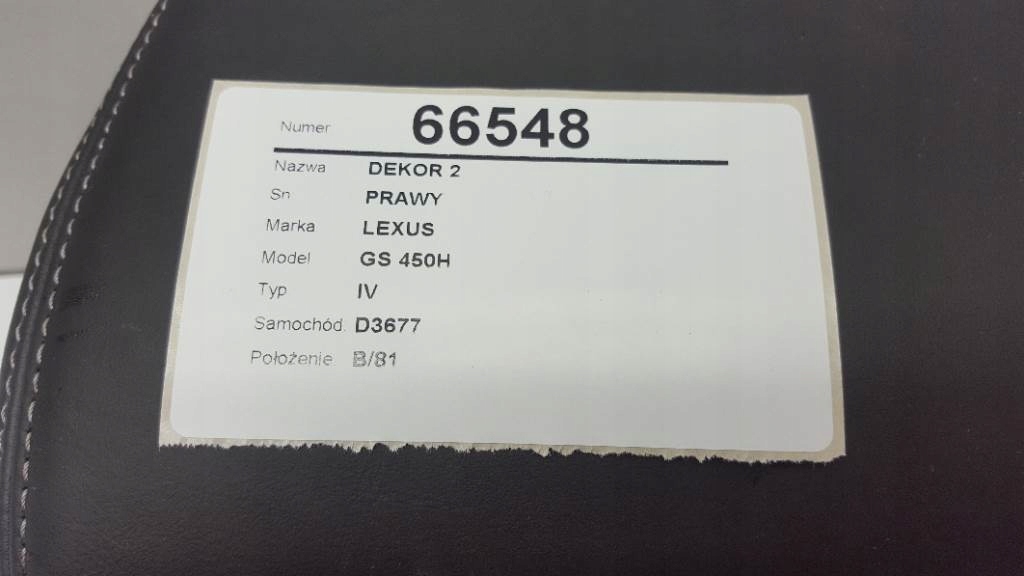 Numer 66548
Nazwa DEKOR 2
Sn PRAWY
Marka LEXUS
Model GS 450H
Typ IV
Samochód. D3677
Położenie. B/81